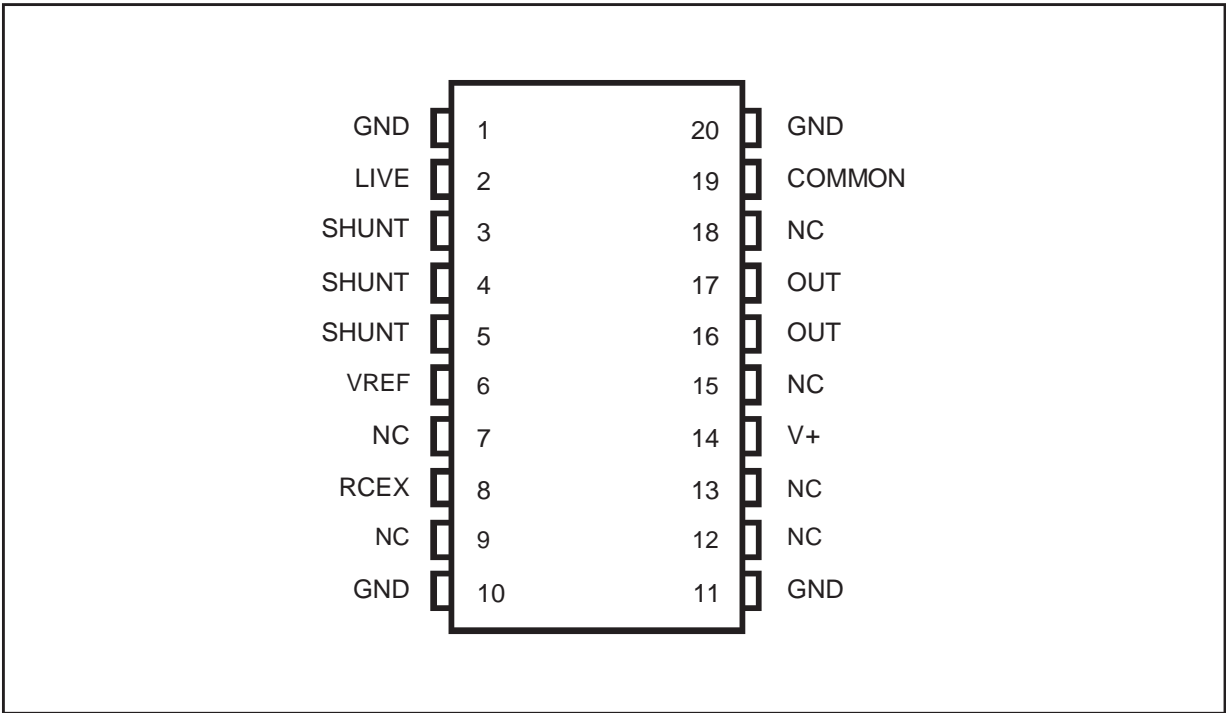 GND 1 20 GND
LIVE 2 19 COMMON
SHUNT 3 18 NC
SHUNT 4 17 OUT
SHUNT 5 16 OUT
VREF 6 15 NC
NC 7 14 V+
RCEX 8 13 NC
NC 9 12 NC
GND 10 11 GND